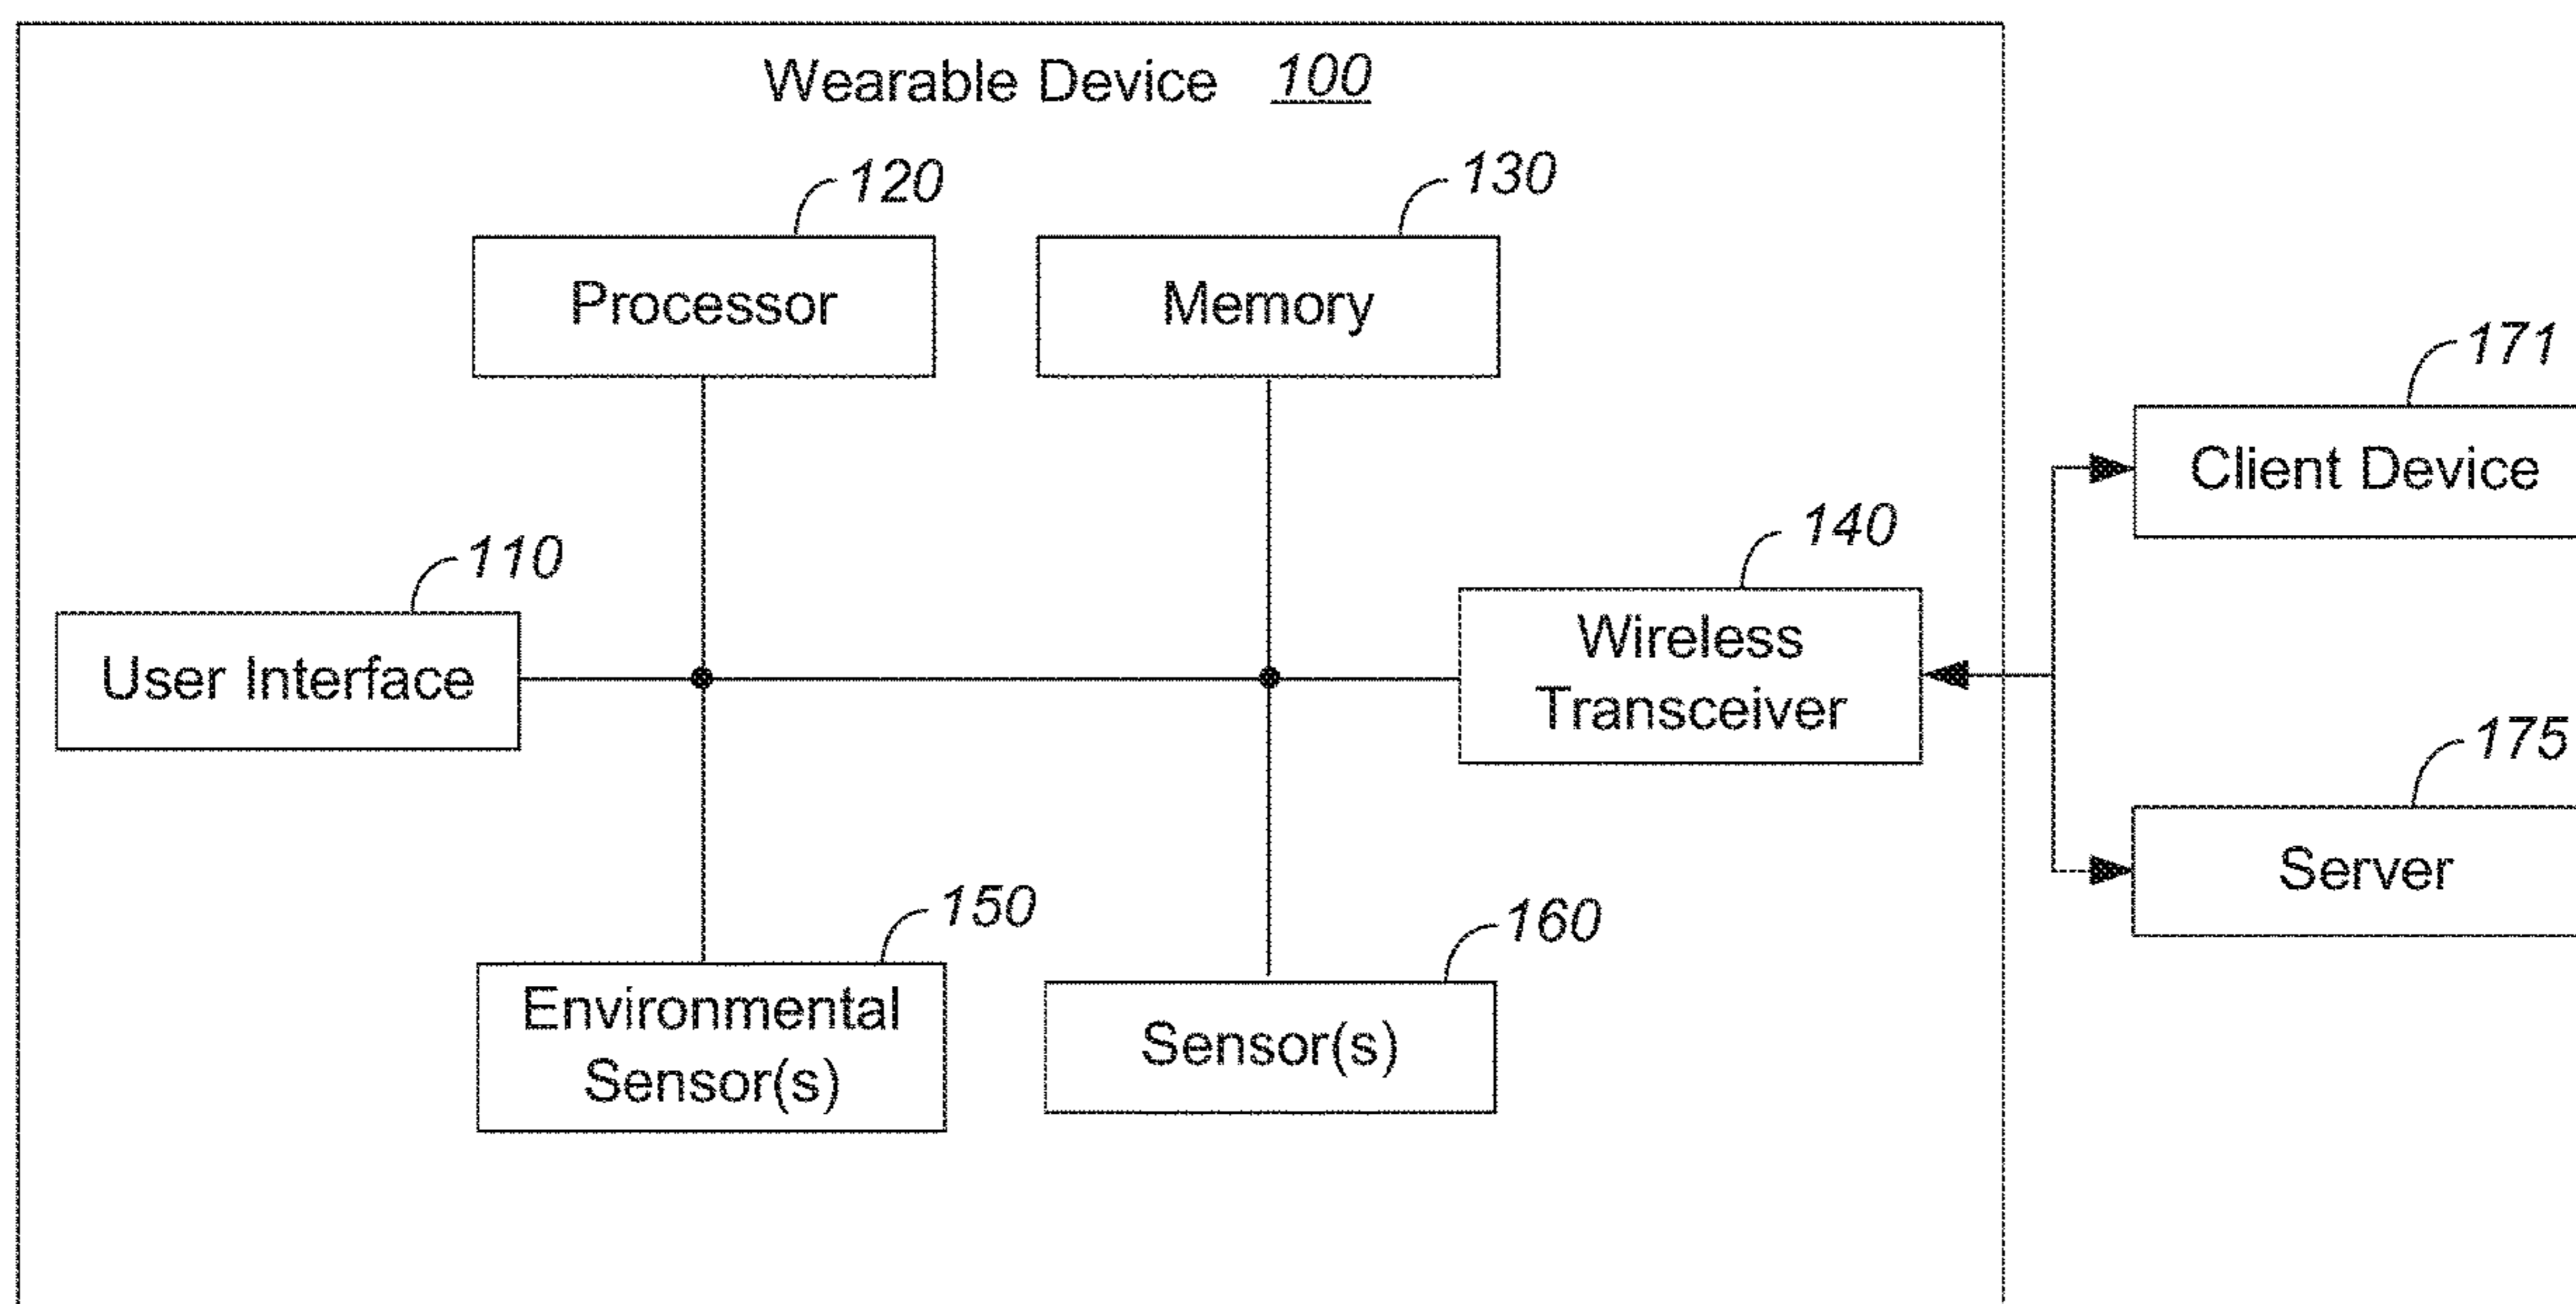 Wearable Device 100
120
130
Processor
Memory
171
Client Device
110
140
User Interface
Wireless
Transceiver
175
Server
150
160
Environmental
Sensor(s)
Sensor(s)